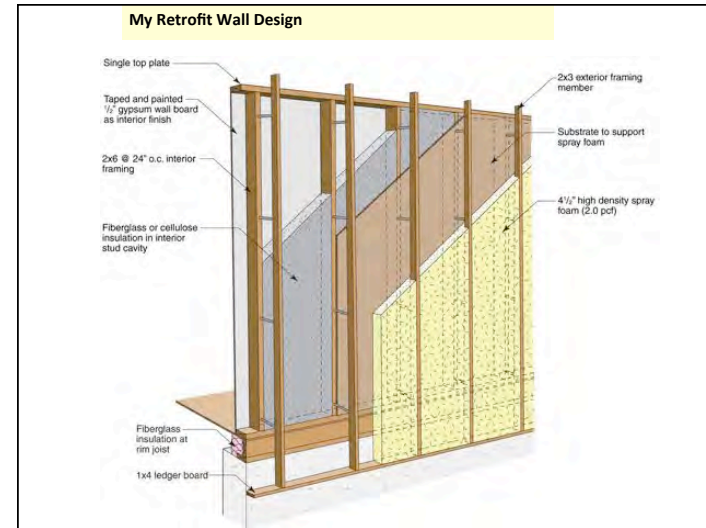 My Retrofit Wall Design
Single top plate
Taped and painted
½" gypsum wall board
as interior finish
2x6 @ 24" o.c. interior
framing
Fiberglass or cellulose
insulation in interior
stud cavity
Fiberglass
insulation at
rim joist
1x4 ledger board
2x3 exterior framing
member
Substrate to support
spray foam
4½" high density spray
foam (2.0 pcf)